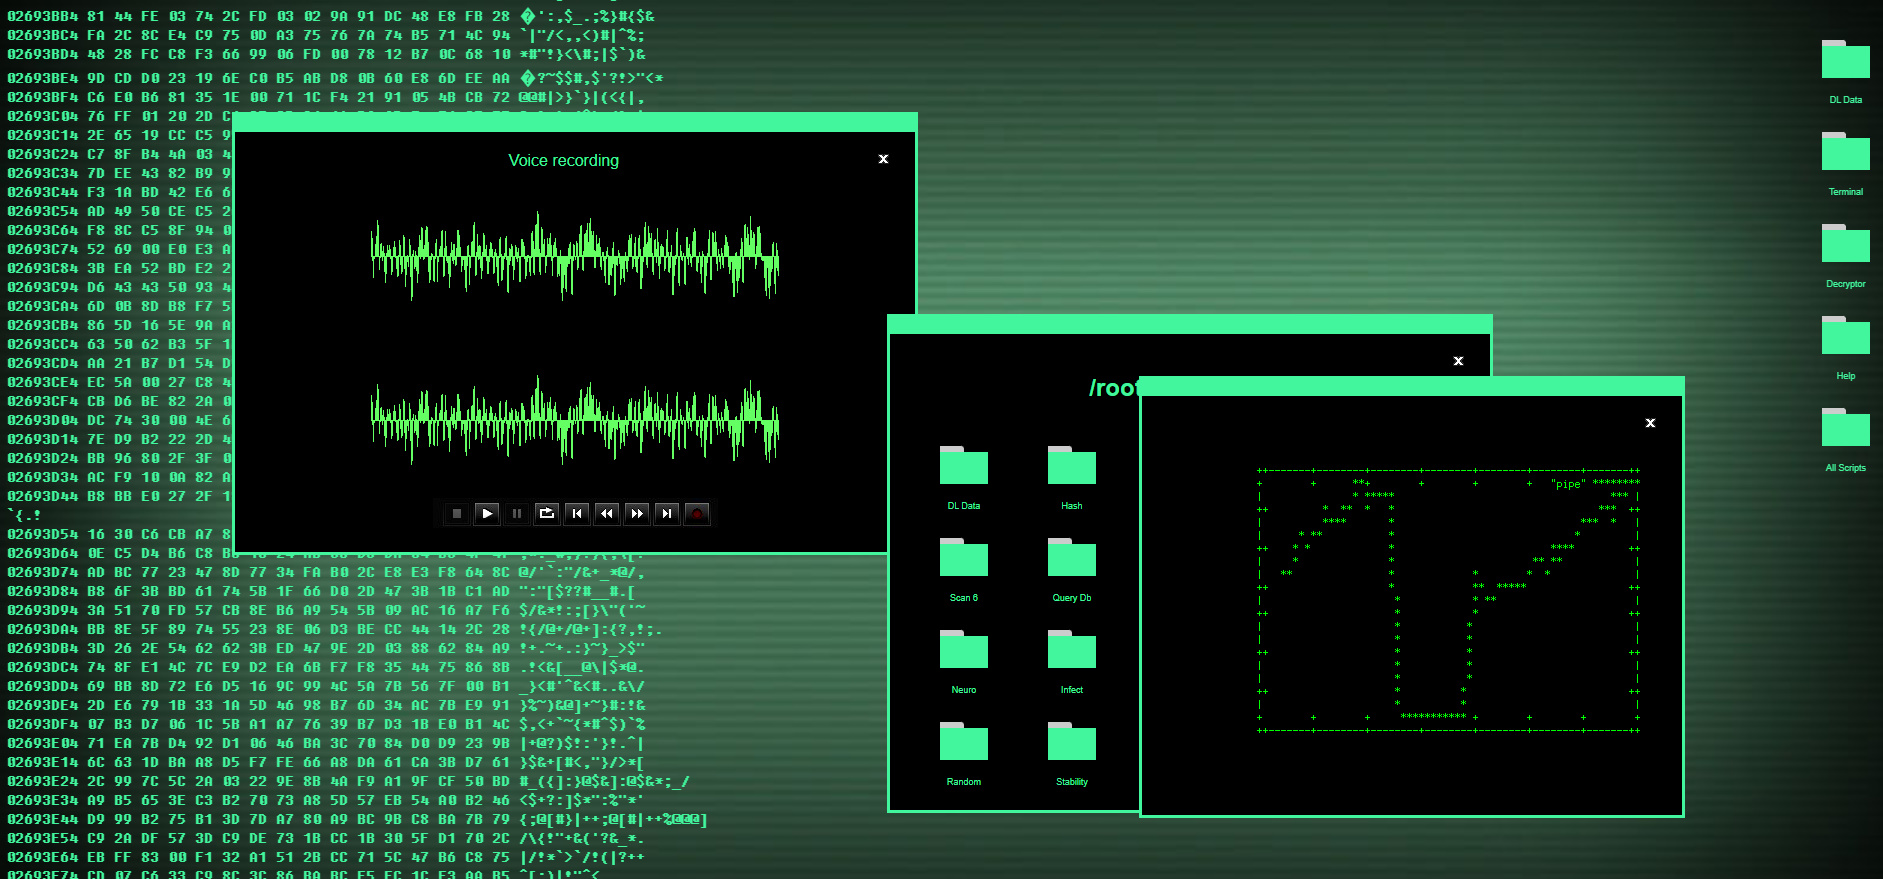 02693BB4 81 44 FE 03 74 2C FD 03 02 9A 91 DC 48 E8 FB 28 �':,$_.;%}#{$&
02693BC4 FA 2C 8C E4 C9 75 0D A3 75 76 7A 74 B5 71 4C 94 `|"/<,,<)#|^%;
02693BD4 48 28 FC C8 F3 66 99 06 FD 00 78 12 B7 0C 68 10 *#"!}<\#;|$`)&
02693BE4 9D CD D0 23 19 6E C0 B5 AB D8 0B 60 E8 6D EE AA �?~$$#,$'?!>"<*
02693BF4 C6 E0 B6 81 35 1E 00 71 1C F4 21 91 05 4B CB 72 @@#|>}`}|(<{|,
02693C04 76 FF 01 20 2D
02693C14 2E 65 19 CC C5
02693C24 C7 8F B4 4A 03
02693C34 7D EE 43 82 B9
02693C44 F3 1A BD 42 E6
02693C54 AD 49 50 CE C5
02693C64 F8 8C C5 8F 94
02693C74 52 69 00 E0 E3
02693C84 3B EA 52 BD E2
02693C94 D6 43 43 50 93
02693CA4 6D 0B 8D B8 F7
02693CB4 86 5D 16 5E 9A
02693CC4 63 50 62 B3 5F
02693CD4 AA 21 B7 D1 54
02693CE4 EC 5A 00 27 C8
02693CF4 CB D6 BE 82 2A
02693D04 DC 74 30 00 4E
02693D14 7E D9 B2 22 2D
02693D24 BB 96 80 2F 3F
02693D34 AC F9 10 0A 82
02693D44 B8 BB E0 27 2F
`{.!
02693D54 16 30 C6 CB A7
02693D64 0E C5 D4 B6 C8
02693D74 AD BC 77 23 47 8D 77 34 FA B0 2C E8 E3 F8 64 8C @/'`:"/&+_*@/,
02693D84 B8 6F 3B BD 61 74 5B 1F 66 D0 2D 47 3B 1B C1 AD ":"[$??#__#.[
02693D94 3A 51 70 FD 57 CB 8E B6 A9 54 5B 09 AC 16 A7 F6 $/&*!:;[}\"('~
02693DA4 BB 8E 5F 89 74 55 23 8E 06 D3 BE CC 44 14 2C 28 !{/@+/@+]:{?,!;.
02693DB4 3D 26 2E 54 62 62 3B ED 47 9E 2D 03 88 62 84 A9 !+.~+.:}~}_>$"
02693DC4 74 8F E1 4C 7C E9 D2 EA 6B F7 F8 35 44 75 86 8B .!<&[__@\|$*@.
02693DD4 69 BB 8D 72 E6 D5 16 9C 99 4C 5A 7B 56 7F 00 B1 _}<#'^&<#..&\/
02693DE4 2D E6 79 1B 33 1A 5D 46 98 B7 6D 34 AC 7B E9 91 }%~)&@]+~}#:!&
02693DF4 07 B3 D7 06 1C 5B A1 A7 76 39 B7 D3 1B E0 B1 4C $,<+`~{*#^$)`%
02693E04 71 EA 7B D4 92 D1 06 46 BA 3C 70 84 D0 D9 23 9B |+@?)$!:'}!.^|
02693E14 6C 63 1D BA A8 D5 F7 FE 66 A8 DA 61 CA 3B D7 61 }$&+[#<,"}/>*[
02693E24 2C 99 7C 5C 2A 03 22 9E 8B 4A F9 A1 9F CF 50 BD #_({]:}@$&]:@$&*;_/
02693E34 A9 B5 65 3E C3 B2 70 73 A8 5D 57 EB 54 A0 B2 46 <$+?:]$*":%"*'
02693E44 D9 99 B2 75 B1 3D 7D A7 80 A9 BC 9B C8 BA 7B 79 {;@[#}|++;@[#|++%@@@]
02693E54 C9 2A DF 57 3D C9 DE 73 1B CC 1B 30 5F D1 70 2C /\{!"+&('?&_*.
02693E64 EB FF 83 00 F1 32 A1 51 2B CC 71 5C 47 B6 C8 75 |/!*`>`/!(|?++
02693E74 CD 07 C6 33 C9 8C 3C 86 BA BC F5 EC 1C F3 AA B5
Voice recording
x
x
/root
DL Data
Hash
Scan 6
Query Db
Neuro
Infect
Random
Stability
x
"pipe"
DL Data
Terminal
Decryptor
Help
All Scripts